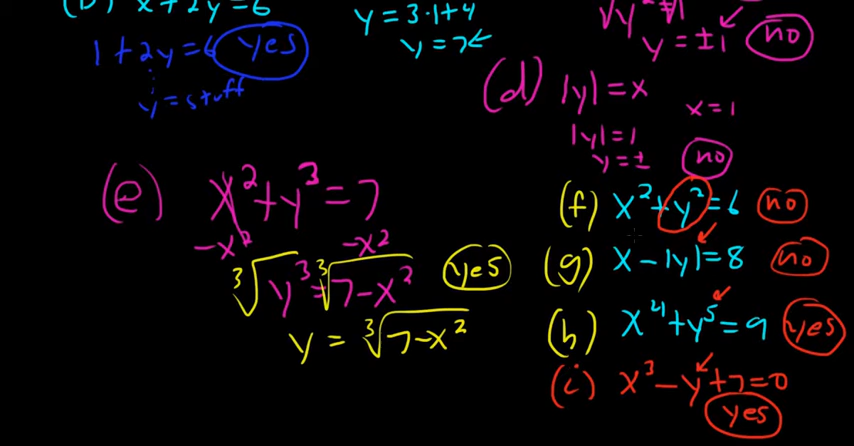 (b) x + 2y = 6
1 + 2y = 6 yes
y = stuff
y = 3·1 + 4
y = 7
√y² = √1
y = ±1 no
(d) |y| = x
x = 1
|y| = 1
y = ± no
(e) x² + y³ = 7
-x² -x²
∛y³ = ∛7 - x² yes
y = ∛7 - x²
(f) x² + y² = 6 no
(g) x - |y| = 8 no
(h) x⁴ + y⁵ = 9 yes
(i) x³ - y + 7 = 0
yes